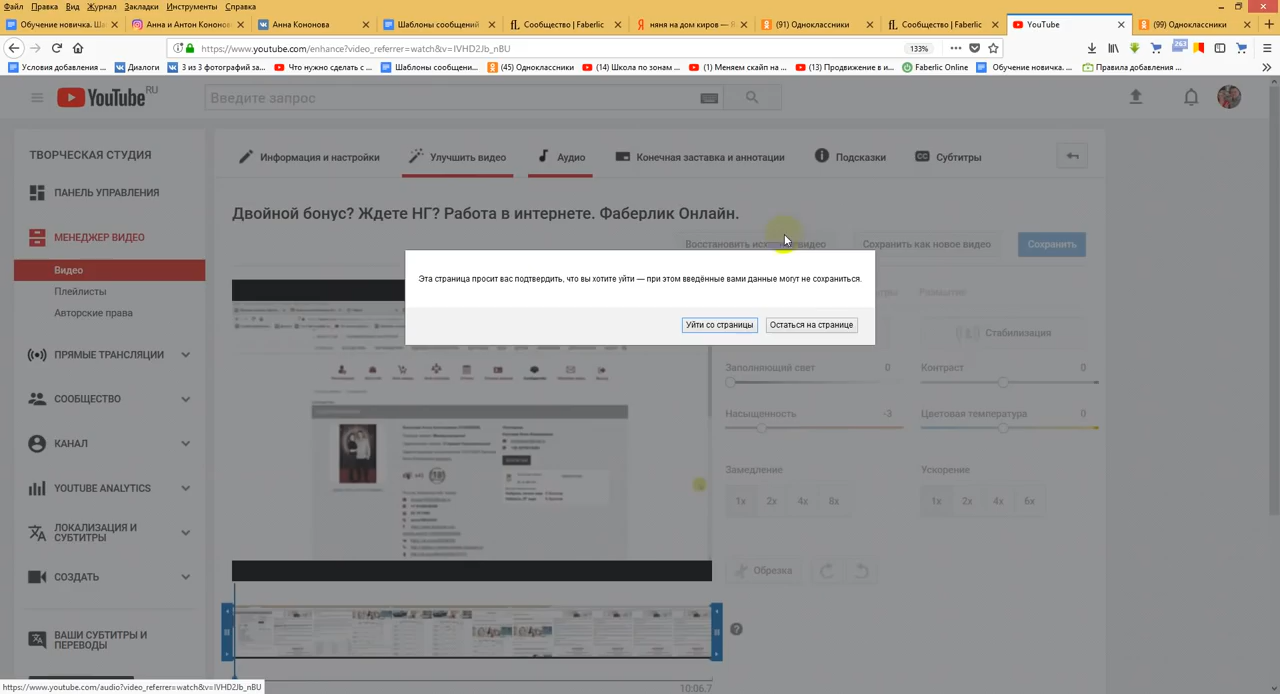 Файл Правка Вид Журнал Закладки Инструменты Справка
Обучение новичка. Ша
Анна и Антон Кононов
Анна Кононова
Шаблоны сообщений
Сообщество | Faberlic
няня на дом киров — Я
(91) Одноклассники
Сообщество | Faberlic
YouTube
(99) Одноклассники
https://www.youtube.com/enhance?video_referrer=watch&v=IVHD2Jb_nBU
133%
263
Условия добавления ...
Диалоги
3 из 3 фотографий за...
Что нужно сделать с ...
Шаблоны сообщени...
(45) Одноклассники
(14) Школа по зонам ...
(1) Меняем скайп на ...
(13) Продвижение в и...
Faberlic Online
Обучение новичка. ...
Правила добавления ...
YouTube RU
Введите запрос
ТВОРЧЕСКАЯ СТУДИЯ
ПАНЕЛЬ УПРАВЛЕНИЯ
МЕНЕДЖЕР ВИДЕО
Видео
Плейлисты
Авторские права
ПРЯМЫЕ ТРАНСЛЯЦИИ
СООБЩЕСТВО
КАНАЛ
YOUTUBE ANALYTICS
ЛОКАЛИЗАЦИЯ И
СУБТИТРЫ
СОЗДАТЬ
ВАШИ СУБТИТРЫ И
ПЕРЕВОДЫ
Информация и настройки
Улучшить видео
Аудио
Конечная заставка и аннотации
Подсказки
CC Субтитры
Двойной бонус? Ждете НГ? Работа в интернете. Фаберлик Онлайн.
Восстановить видео
Сохранить как новое видео
Сохранить
Эта страница просит вас подтвердить, что вы хотите уйти — при этом введённые вами данные могут не сохраниться.
Уйти со страницы
Остаться на странице
Размытие
Стабилизация
Заполняющий свет 0
Контраст 0
Насыщенность -3
Цветовая температура 0
Замедление
Ускорение
1x 2x 4x 8x
1x 2x 4x 6x
Обрезка
10:06.7
https://www.youtube.com/audio?video_referrer=watch&v=IVHD2Jb_nBU